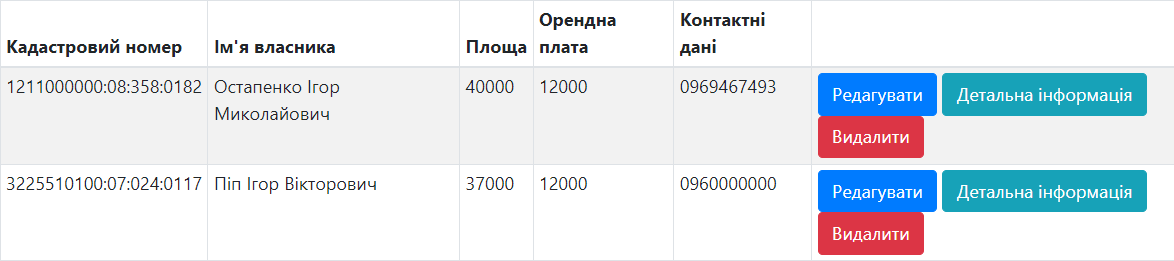 Кадастровий номер Ім'я власника Площа Орендна плата Контактні дані
1211000000:08:358:0182 Остапенко Ігор Миколайович 40000 12000 0969467493 Редагувати Детальна інформація
Видалити
3225510100:07:024:0117 Піп Ігор Вікторович 37000 12000 0960000000 Редагувати Детальна інформація
Видалити